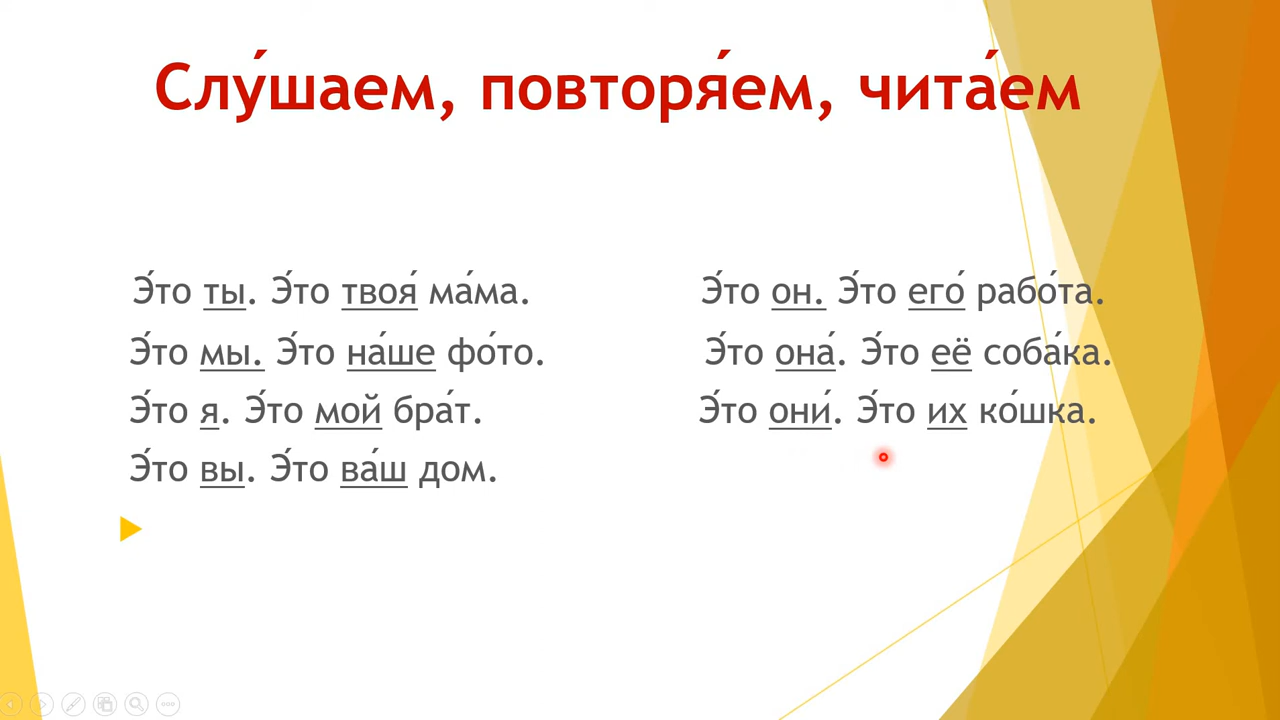 Слу́шаем, повторя́ем, чита́ем
Э́то ты. Э́то твоя́ ма́ма.
Э́то мы. Э́то на́ше фо́то.
Э́то я. Э́то мой бра́т.
Э́то вы. Э́то ва́ш дом.
Э́то он. Э́то его́ рабо́та.
Э́то она́. Э́то её соба́ка.
Э́то они́. Э́то их ко́шка.